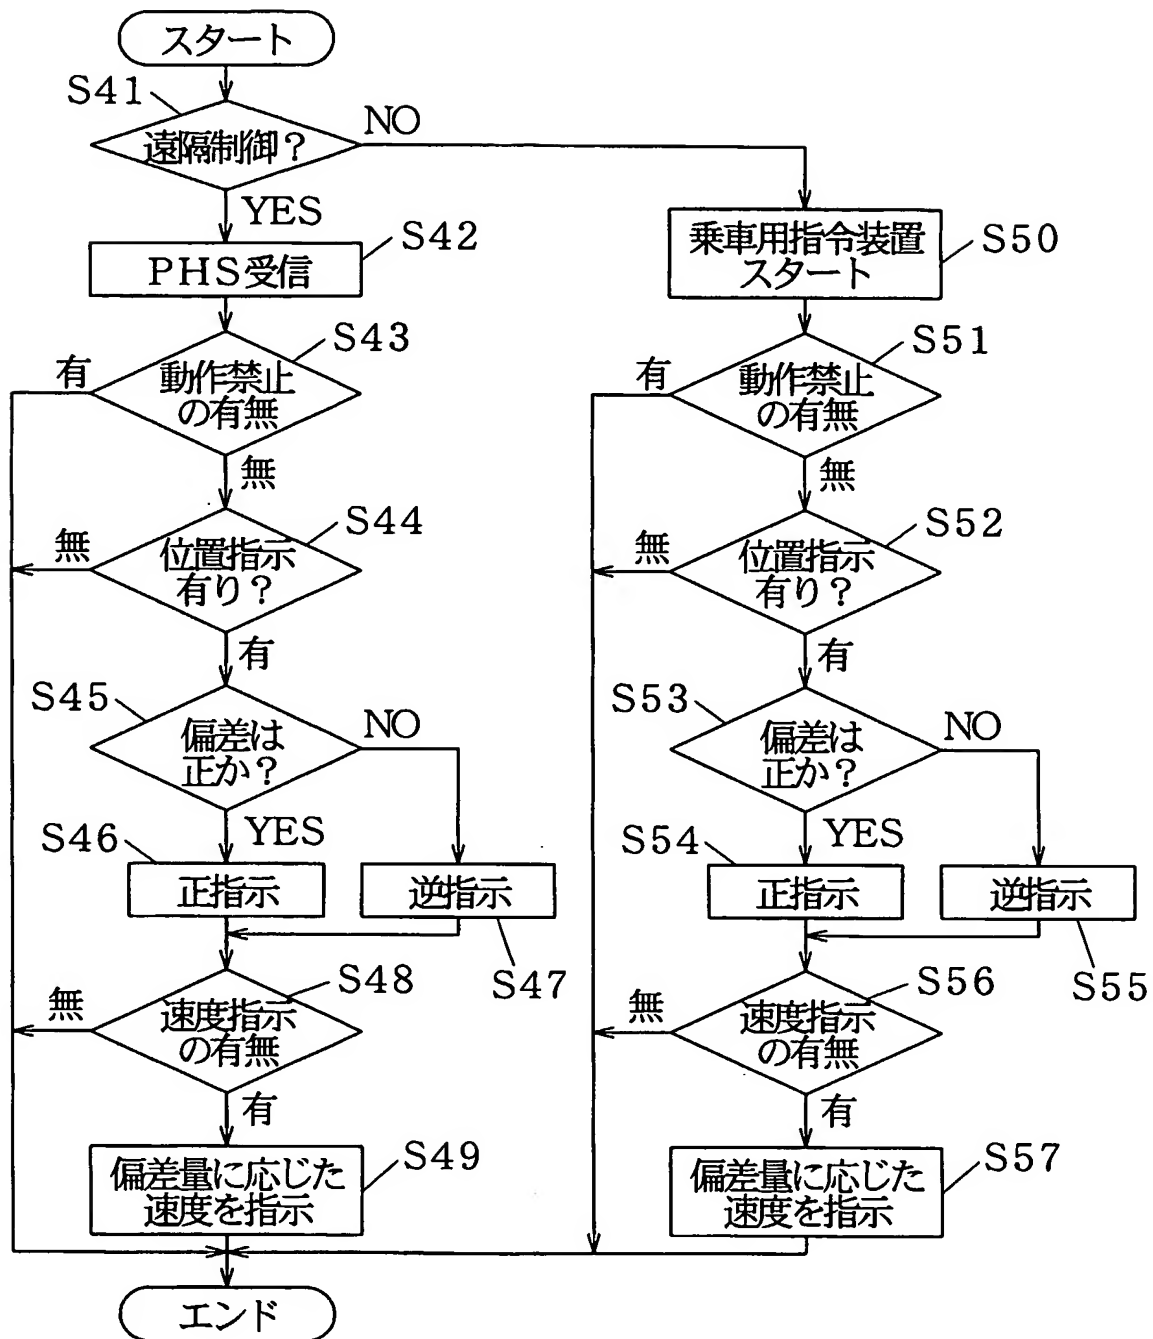 スタート
S41
遠隔制御？
NO
YES
PHS受信
S42
S43
有
動作禁止
の有無
無
S44
無
位置指示
有り？
有
S45
偏差は
正か？
NO
YES
S46
正指示
逆指示
S47
S48
無
速度指示
の有無
有
偏差量に応じた
速度を指示
S49
乗車用指令装置
スタート
S50
S51
有
動作禁止
の有無
無
S52
無
位置指示
有り？
有
S53
偏差は
正か？
NO
YES
S54
正指示
逆指示
S55
S56
無
速度指示
の有無
有
偏差量に応じた
速度を指示
S57
エンド